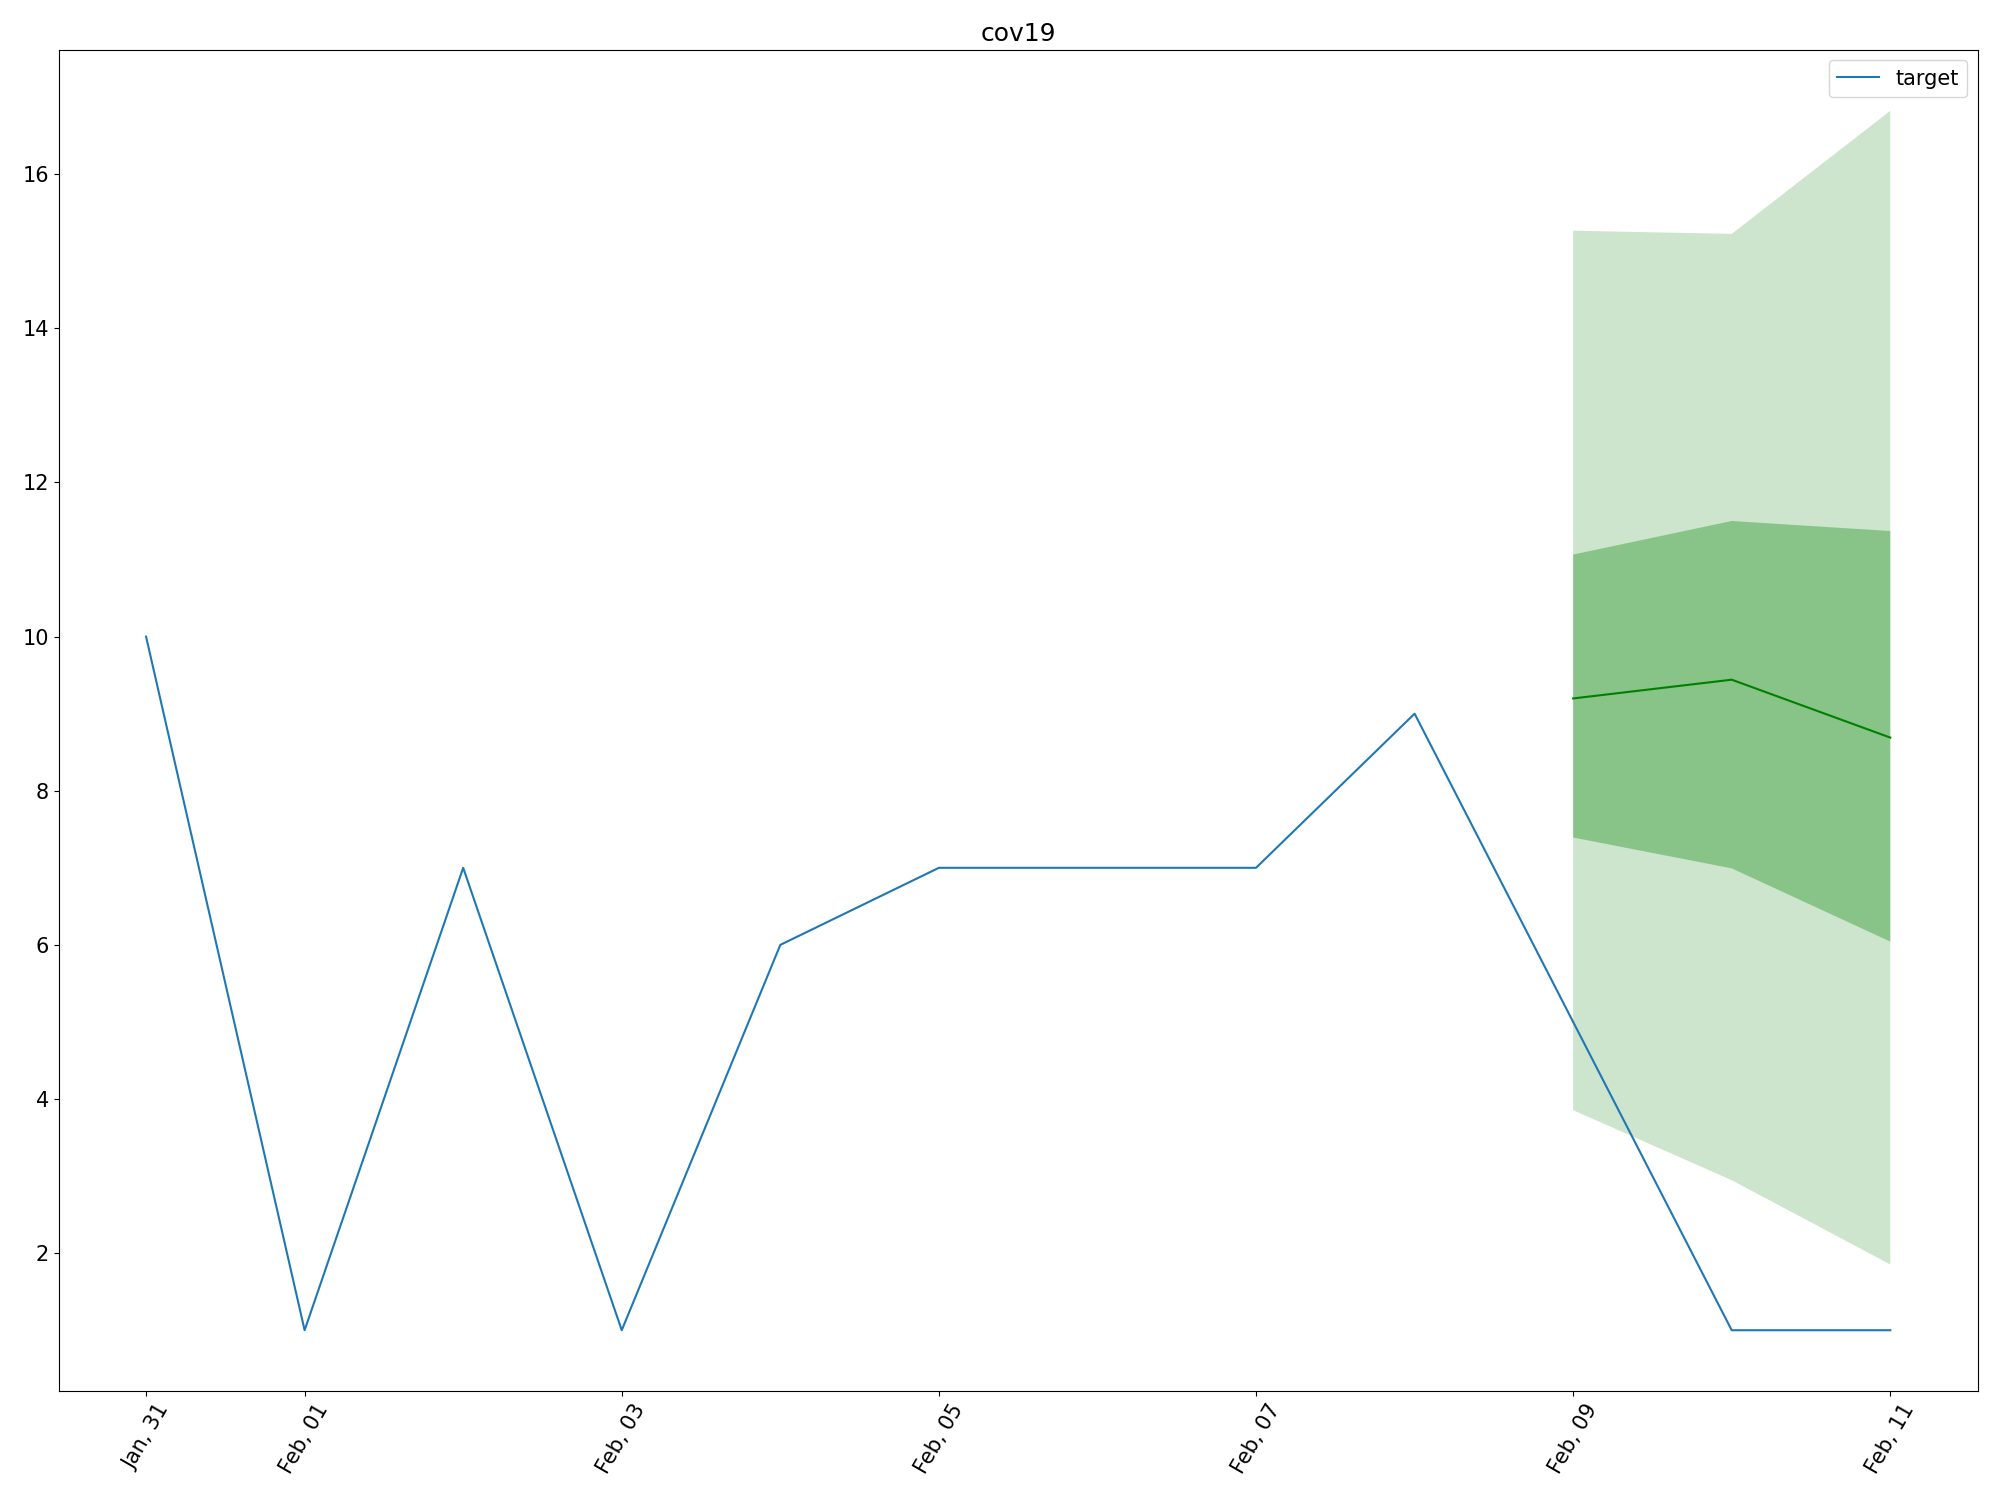 cov19
target
16
14
12
10
8
6
4
2
Jan, 31
Feb, 01
Feb, 03
Feb, 05
Feb, 07
Feb, 09
Feb, 11